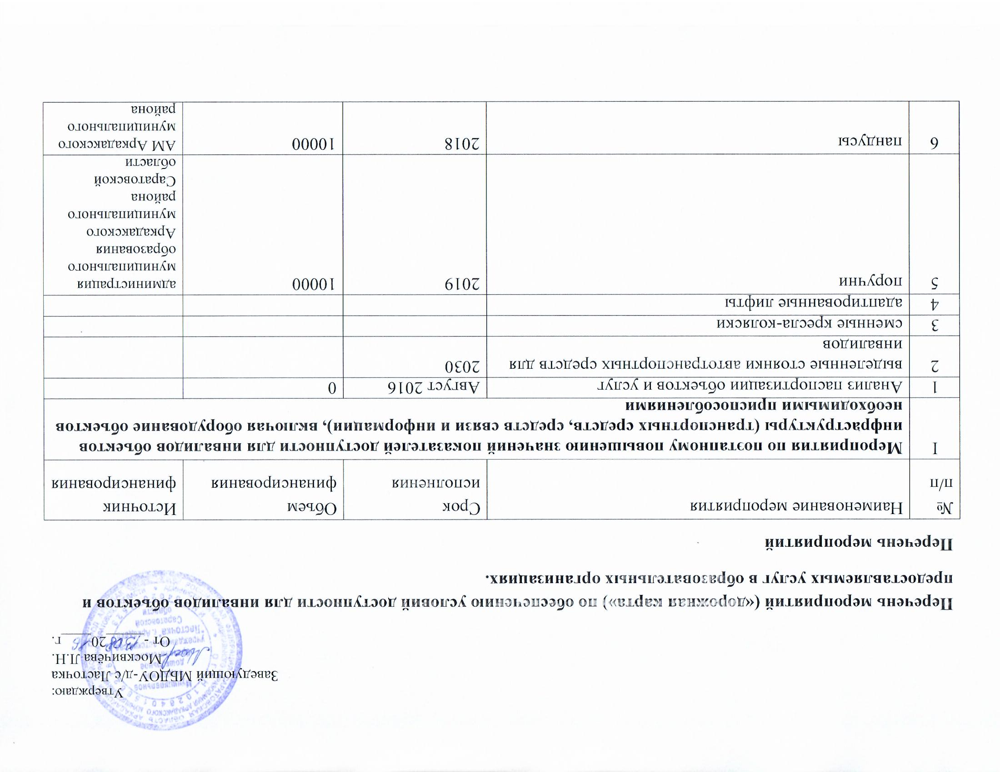 Утверждаю:
Заведующий МБДОУ-д/с Ласточка
Москвичёва Л.Н.
От - 13.08 2016 г.
Перечень мероприятий («дорожная карта») по обеспечению условий доступности для инвалидов объектов и
предоставляемых услуг в образовательных организациях.
Перечень мероприятий
№ п/п
Наименование мероприятия
Срок исполнения
Объем финансирования
Источник финансирования
I
Мероприятия по поэтапному повышению значений показателей доступности для инвалидов объектов
инфраструктуры (транспортных средств, средств связи и информации), включая оборудование объектов
необходимыми приспособлениями
1 Анализ паспортизации объектов и услуг Август 2016 0
2 выделенные стоянки автотранспортных средств для 2030
инвалидов
3 сменные кресла-коляски
4 адаптированные лифты
5 поручни 2019 10000 администрация
муниципального
образования
Аркадакского
муниципального
района
Саратовской
области
6 пандусы 2018 10000 АМ Аркадакского
муниципального
района